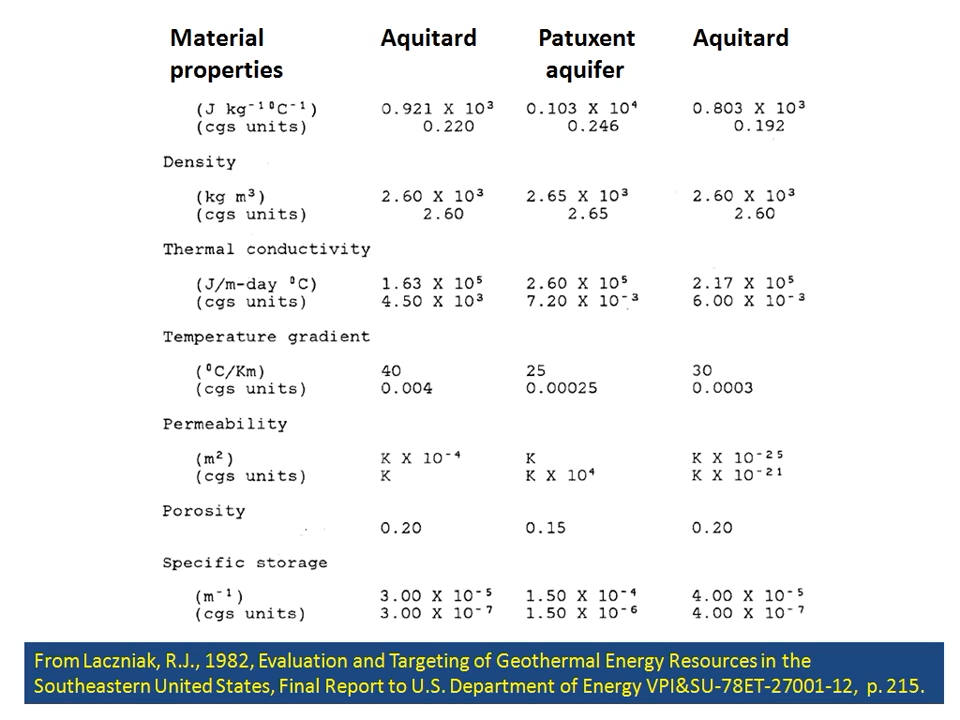 Material Aquitard Patuxent Aquitard
properties aquifer
(J kg⁻¹⁰C⁻¹) 0.921 X 10³ 0.103 X 10⁴ 0.803 X 10³
(cgs units) 0.220 0.246 0.192
Density
(kg m³) 2.60 X 10³ 2.65 X 10³ 2.60 X 10³
(cgs units) 2.60 2.65 2.60
Thermal conductivity
(J/m-day ⁰C) 1.63 X 10⁵ 2.60 X 10⁵ 2.17 X 10⁵
(cgs units) 4.50 X 10³ 7.20 X 10⁻³ 6.00 X 10⁻³
Temperature gradient
(⁰C/Km) 40 25 30
(cgs units) 0.004 0.00025 0.0003
Permeability
(m²) K X 10⁻⁴ K K X 10⁻²⁵
(cgs units) K K X 10⁴ K X 10⁻²¹
Porosity
0.20 0.15 0.20
Specific storage
(m⁻¹) 3.00 X 10⁻⁵ 1.50 X 10⁻⁴ 4.00 X 10⁻⁵
(cgs units) 3.00 X 10⁻⁷ 1.50 X 10⁻⁶ 4.00 X 10⁻⁷
From Laczniak, R.J., 1982, Evaluation and Targeting of Geothermal Energy Resources in the
Southeastern United States, Final Report to U.S. Department of Energy VPI&SU-78ET-27001-12, p. 215.